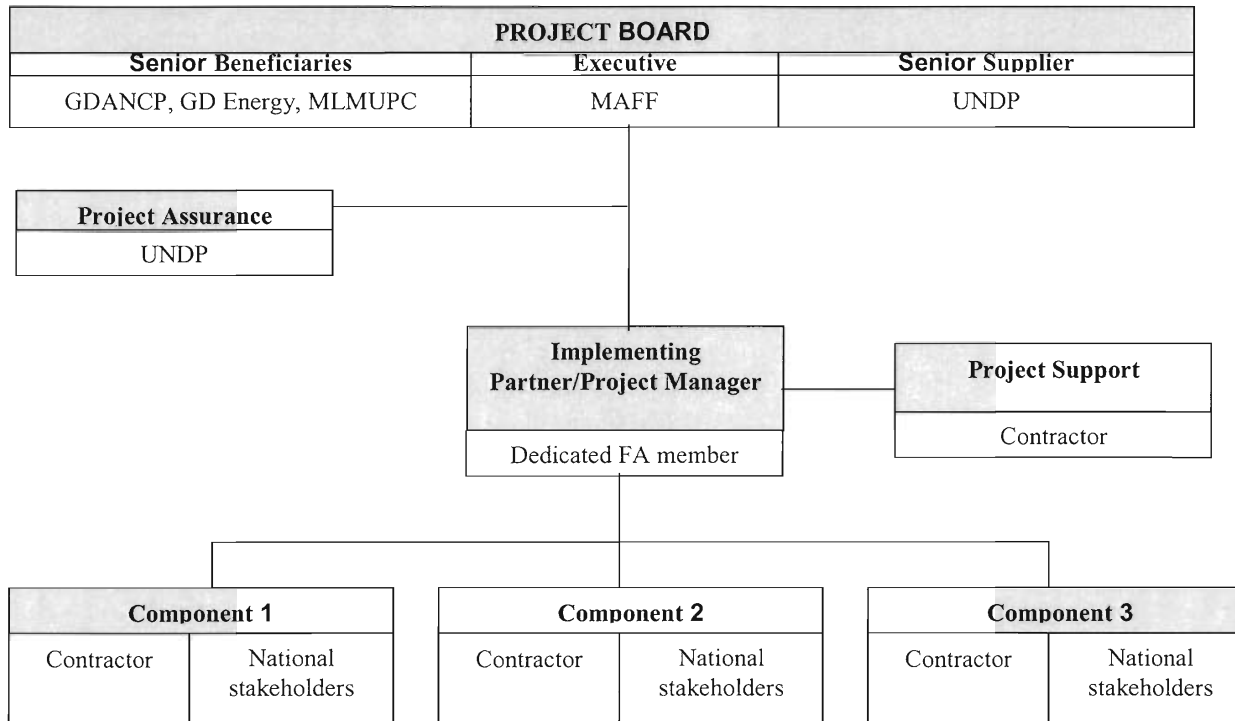 PROJECT BOARD
Senior Beneficiaries Executive Senior Supplier
GDANCP, GD Energy, MLMUPC MAFF UNDP
Project Assurance
UNDP
Implementing
Partner/Project Manager
Dedicated FA member
Project Support
Contractor
Component 1
Contractor National
stakeholders
Component 2
Contractor National
stakeholders
Component 3
Contractor National
stakeholders